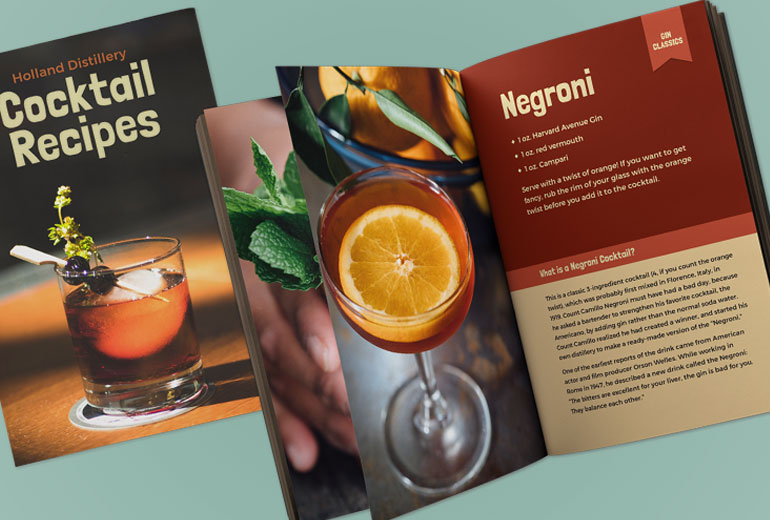 Holland Distillery
Cocktail
Recipes
GIN
CLASSICS
Negroni
• 1 oz. Harvard Avenue Gin
• 1 oz. red vermouth
• 1 oz. Campari
Serve with a twist of orange! If you want to get
fancy, rub the rim of your glass with the orange
twist before you add it to the cocktail.
What is a Negroni Cocktail?
This is a classic 3-ingredient cocktail (4, if you count the orange
twist), which was probably first mixed in Florence, Italy, in
1919. Count Camillo Negroni must have had a bad day, because
he asked a bartender to strengthen his favorite cocktail, the
Americano, by adding gin rather than the normal soda water.
Count Camillo realized he had created a winner, and started his
own distillery to make a ready-made version of the "Negroni."
One of the earliest reports of the drink came from American
actor and film producer Orson Welles. While working in
Rome in 1947, he described a new drink called the Negroni:
"The bitters are excellent for your liver, the gin is bad for you.
They balance each other."